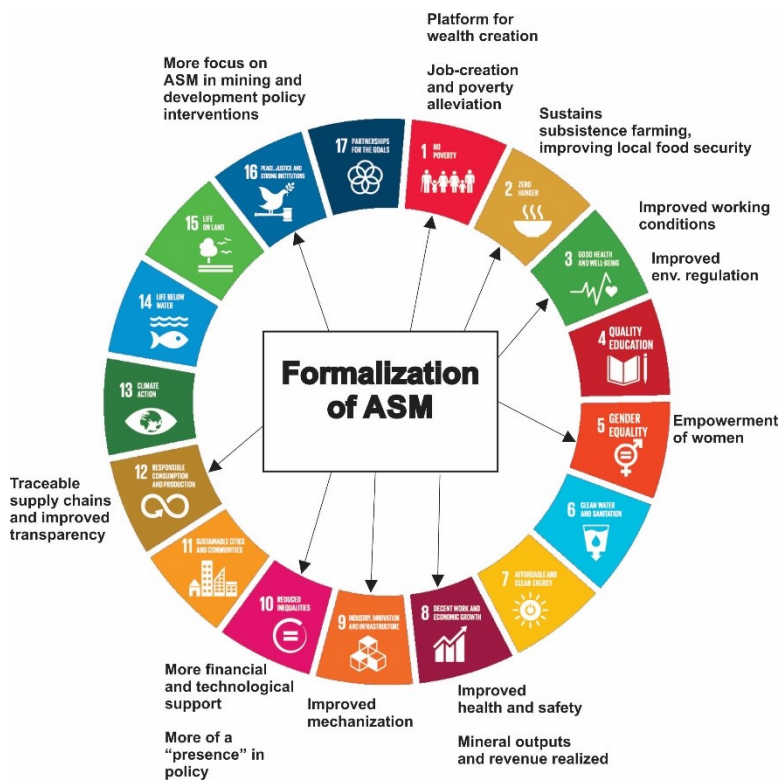 Platform for
wealth creation
Job-creation
and poverty
alleviation
More focus on
ASM in mining and
development policy
interventions
Sustains
subsistence farming,
improving local food security
Improved working
conditions
Improved
env. regulation
Empowerment
of women
Improved
health and safety
Mineral outputs
and revenue realized
Improved
mechanization
More financial
and technological
support
More of a
“presence” in
policy
Traceable
supply chains
and improved
transparency
Formalization
of ASM
1 NO
POVERTY
2 ZERO
HUNGER
3 GOOD HEALTH
AND WELL-BEING
4 QUALITY
EDUCATION
5 GENDER
EQUALITY
6 CLEAN WATER
AND SANITATION
7 AFFORDABLE AND
CLEAN ENERGY
8 DECENT WORK AND
ECONOMIC GROWTH
9 INDUSTRY, INNOVATION
AND INFRASTRUCTURE
10 REDUCED
INEQUALITIES
11 SUSTAINABLE CITIES
AND COMMUNITIES
12 RESPONSIBLE
CONSUMPTION
AND PRODUCTION
13 CLIMATE
ACTION
14 LIFE BELOW
WATER
15 LIFE
ON LAND
16 PEACE, JUSTICE AND
STRONG INSTITUTIONS
17 PARTNERSHIPS
FOR THE GOALS